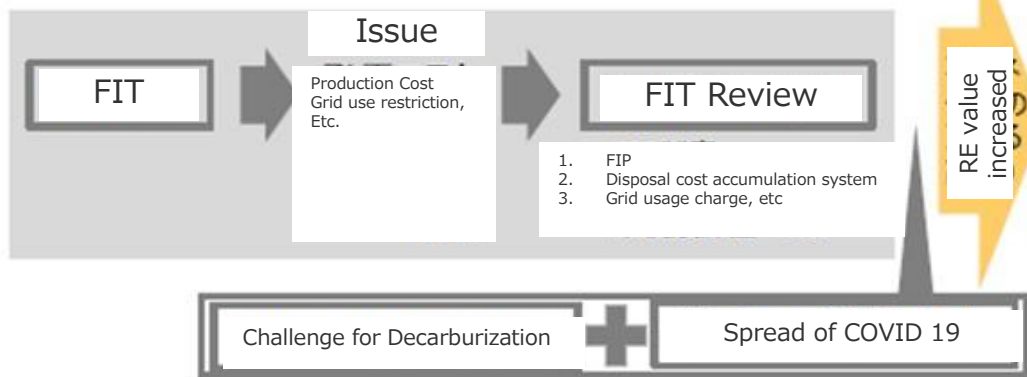 Issue
FIT
Production Cost
Grid use restriction,
Etc.
FIT Review
1. FIP
2. Disposal cost accumulation system
3. Grid usage charge, etc
RE value
increased
Challenge for Decarburization
Spread of COVID 19